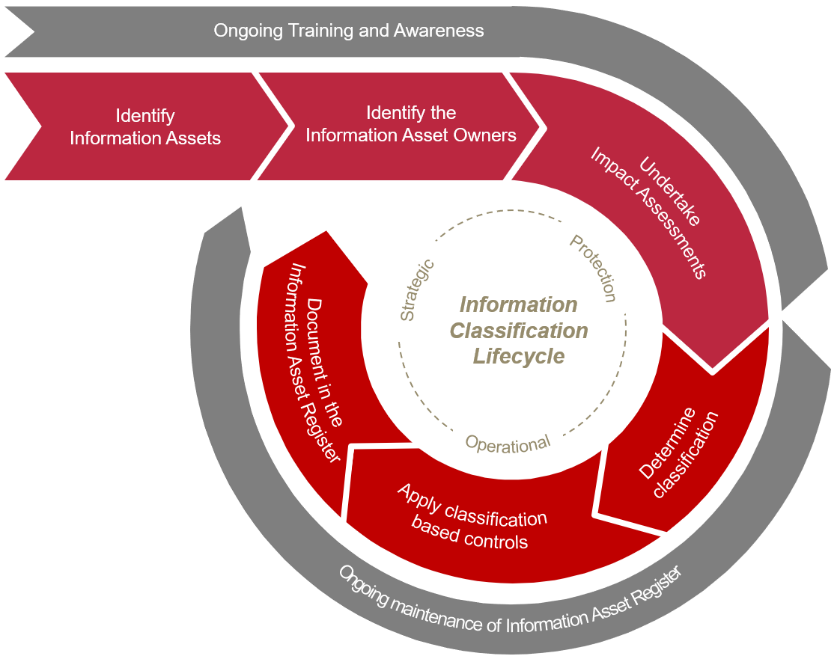 Ongoing Training and Awareness
Identify
Information Assets
Identify the
Information Asset Owners
Undertake
Impact Assessments
Determine
classification
Apply classification
based controls
Document in the
Information Asset Register
Ongoing maintenance of Information Asset Register
Strategic
Protection
Operational
Information
Classification
Lifecycle